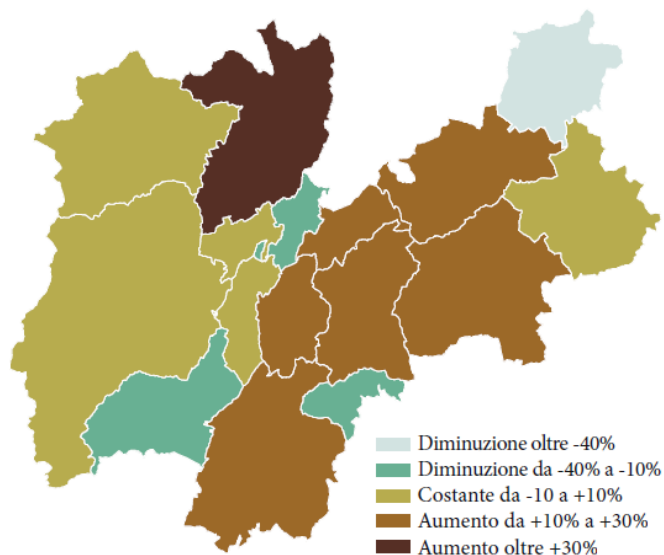 Diminuzione oltre -40%
Diminuzione da -40% a -10%
Costante da -10 a +10%
Aumento da +10% a +30%
Aumento oltre +30%